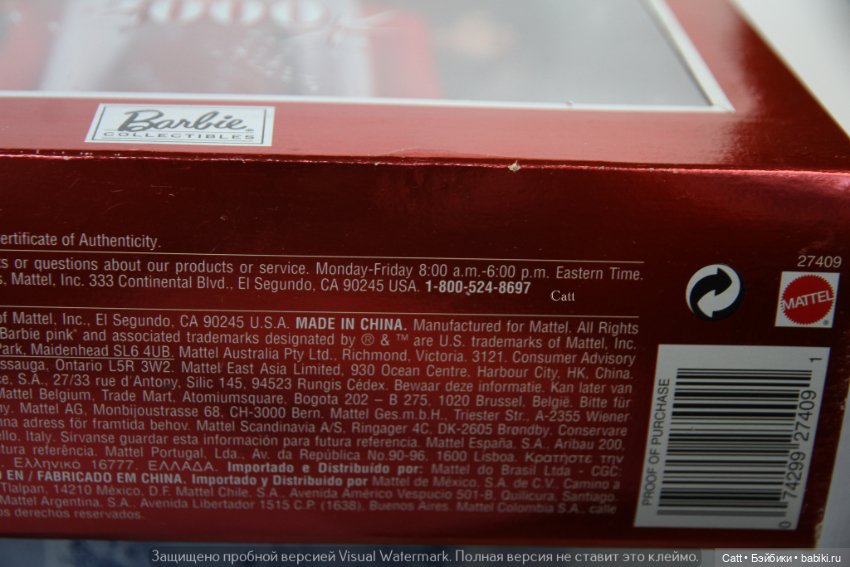 2000
Barbie
COLLECTIBLES
ertificate of Authenticity.
ts or questions about our products or service. Monday-Friday 8:00 a.m.-6:00 p.m. Eastern Time.
s, Mattel, Inc. 333 Continental Blvd., El Segundo, CA 90245 USA. 1-800-524-8697
Catt
27409
MATTEL
of Mattel, Inc., El Segundo, CA 90245 U.S.A. MADE IN CHINA. Manufactured for Mattel. All Rights
Barbie pink" and associated trademarks designated by ® & ™ are U.S. trademarks of Mattel, Inc.
Park, Maidenhead SL6 4UB. Mattel Australia Pty Ltd., Richmond, Victoria. 3121. Consumer Advisory
issauga, Ontario L5R 3W2. Mattel East Asia Limited, 930 Ocean Centre, Harbour City, HK, China.
ce, S.A., 27/33 rue d'Antony, Silic 145, 94523 Rungis Cédex. Bewaar deze informatie. Kan later van
Mattel Belgium, Trade Mart, Atomiumsquare, Bogota 202 – B 275, 1020 Brussel, België. Bitte für
ny. Mattel AG, Monbijoustrasse 68, CH-3000 Bern. Mattel Ges.m.b.H., Triester Str., A-2355 Wiener
nna adress för framtida behov. Mattel Scandinavia A/S, Ringager 4C, DK-2605 Brøndby. Conservare
ello, Italy. Sírvanse guardar esta información para futura referencia. Mattel España, S.A., Aribau 200,
utura referência. Mattel Portugal, Lda., Av. da República No.90-96, 1600 Lisboa. Κρατήστε την
, Ελληνικό 16777, ΕΛΛΑΔΑ. Importado e Distribuído por: Mattel do Brasil Ltda - CGC:
O EN / FABRICADO EM CHINA. Importado y Distribuido por Mattel de México, S.A. de C.V., Camino a
Tlalpan, 14210 México, D.F. Mattel Chile, S.A., Avenida Américo Vespucio 501-B, Quilicura, Santiago.
Mattel Argentina, S.A., Avenida Libertador 1515 C.P. (1638), Buenos Aires. Mattel Colombia S.A., calle
os derechos reservados.
PROOF OF PURCHASE
0 74299 27409 1
Защищено пробной версией Visual Watermark. Полная версия не ставит это клеймо.
Catt • Бэйбики • babiki.ru